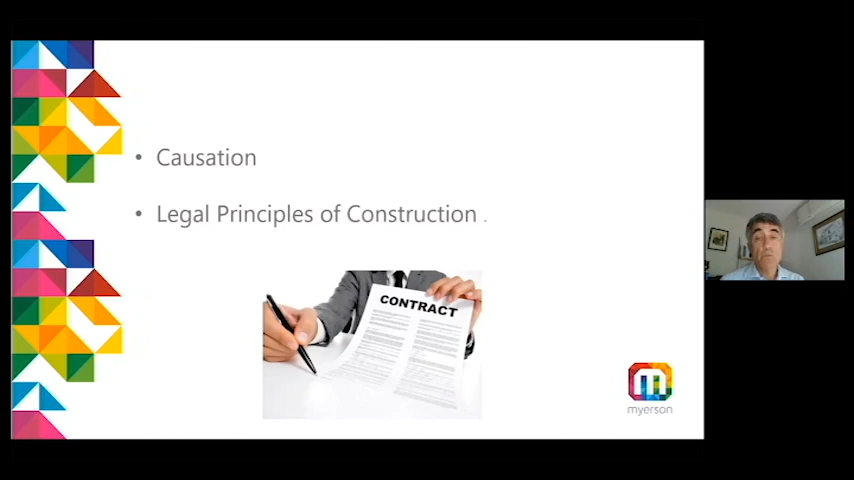 • Causation
• Legal Principles of Construction .
CONTRACT
myerson